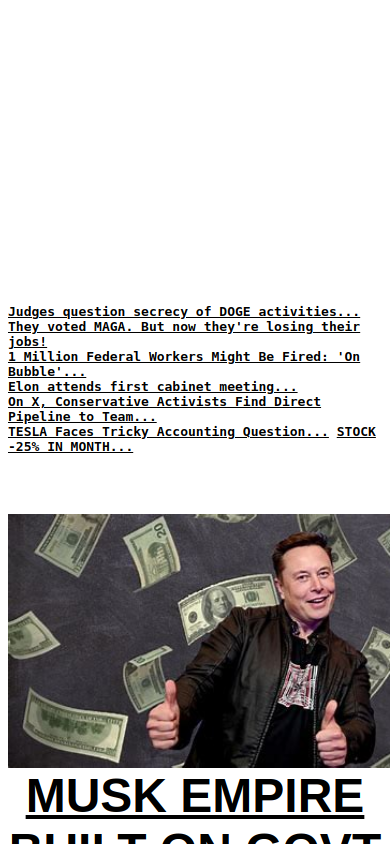 Judges question secrecy of DOGE activities...
They voted MAGA. But now they're losing their
jobs!
1 Million Federal Workers Might Be Fired: 'On
Bubble'...
Elon attends first cabinet meeting...
On X, Conservative Activists Find Direct
Pipeline to Team...
TESLA Faces Tricky Accounting Question... STOCK
-25% IN MONTH...
MUSK EMPIRE
BUILT ON GOVT